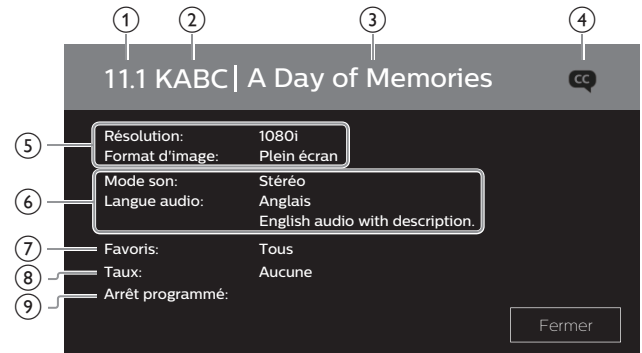 ① ② ③ ④
11.1 KABC | A Day of Memories CC
⑤ Résolution: 1080i
Format d'image: Plein écran
⑥ Mode son: Stéréo
Langue audio: Anglais
English audio with description.
⑦ Favoris: Tous
⑧ Taux: Aucune
⑨ Arrêt programmé:
Fermer